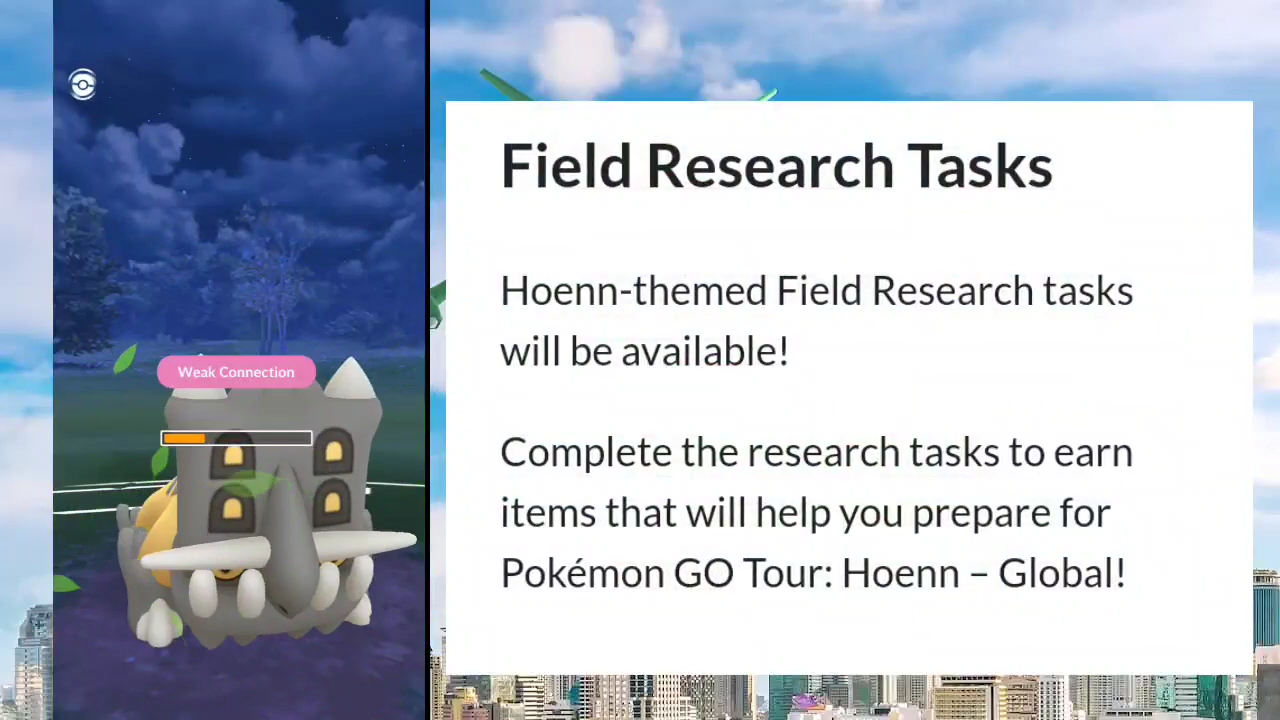 Weak Connection
Field Research Tasks
Hoenn-themed Field Research tasks
will be available!
Complete the research tasks to earn
items that will help you prepare for
Pokémon GO Tour: Hoenn – Global!